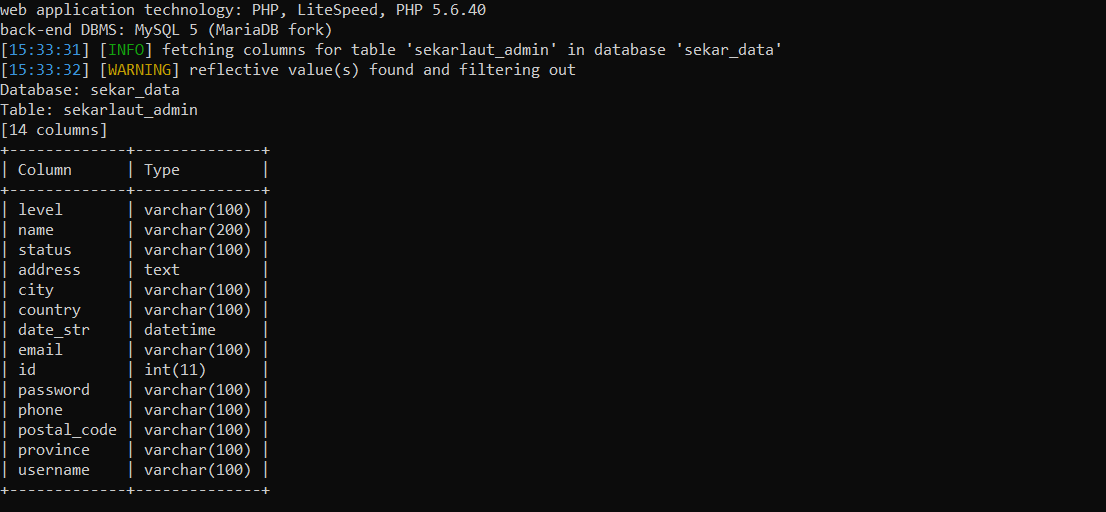 web application technology: PHP, LiteSpeed, PHP 5.6.40
back-end DBMS: MySQL 5 (MariaDB fork)
[15:33:31] [INFO] fetching columns for table 'sekarlaut_admin' in database 'sekar_data'
[15:33:32] [WARNING] reflective value(s) found and filtering out
Database: sekar_data
Table: sekarlaut_admin
[14 columns]
+-------------+--------------+
| Column      | Type         |
+-------------+--------------+
| level       | varchar(100) |
| name        | varchar(200) |
| status      | varchar(100) |
| address     | text         |
| city        | varchar(100) |
| country     | varchar(100) |
| date_str    | datetime     |
| email       | varchar(100) |
| id          | int(11)      |
| password    | varchar(100) |
| phone       | varchar(100) |
| postal_code | varchar(100) |
| province    | varchar(100) |
| username    | varchar(100) |
+-------------+--------------+